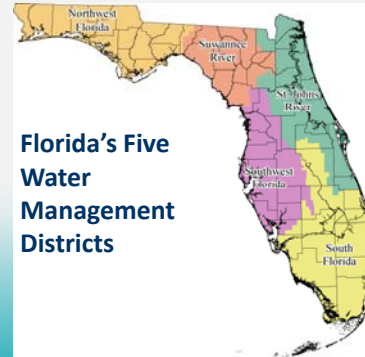 Northwest
Florida
Suwannee
River
St. Johns
River
Florida's Five
Water
Management
Districts
Southwest
Florida
South
Florida